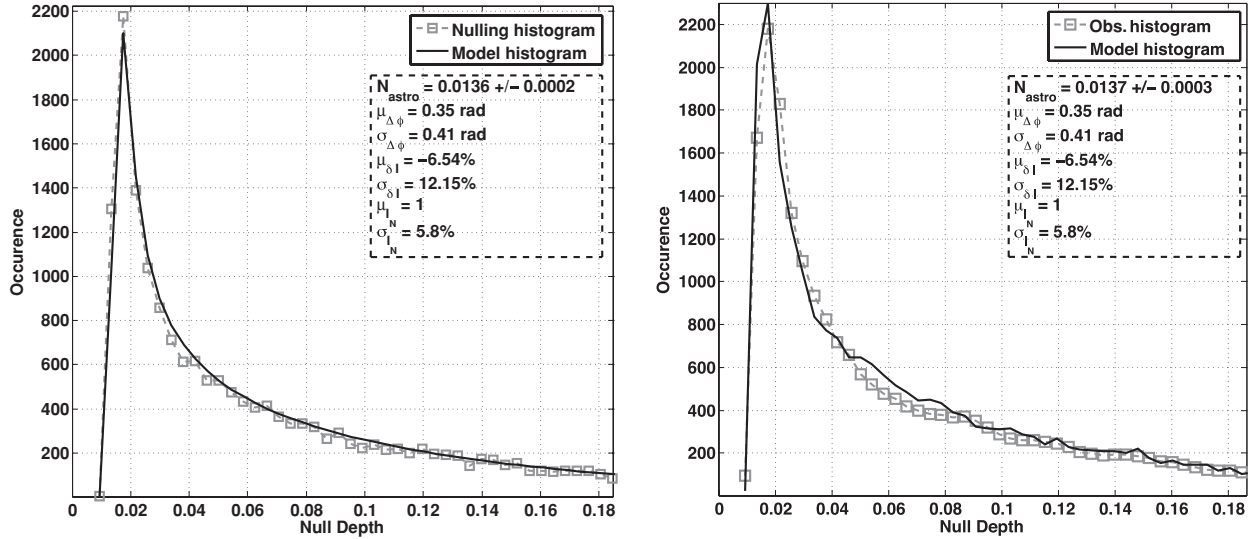 2200
2000
1800
1600
1400
1200
1000
800
600
400
200
0 0.02 0.04 0.06 0.08 0.1 0.12 0.14 0.16 0.18
Occurence
Null Depth
Nulling histogram
Model histogram
N_astro = 0.0136 +/− 0.0002
μ_Δϕ = 0.35 rad
σ_Δϕ = 0.41 rad
μ_δI = −6.54%
σ_δI = 12.15%
μ_I_N = 1
σ_I_N = 5.8%
2200
2000
1800
1600
1400
1200
1000
800
600
400
200
0 0.02 0.04 0.06 0.08 0.1 0.12 0.14 0.16 0.18
Occurence
Null Depth
Obs. histogram
Model histogram
N_astro = 0.0137 +/− 0.0003
μ_Δϕ = 0.35 rad
σ_Δϕ = 0.41 rad
μ_δI = −6.54%
σ_δI = 12.15%
μ_I_N = 1
σ_I_N = 5.8%